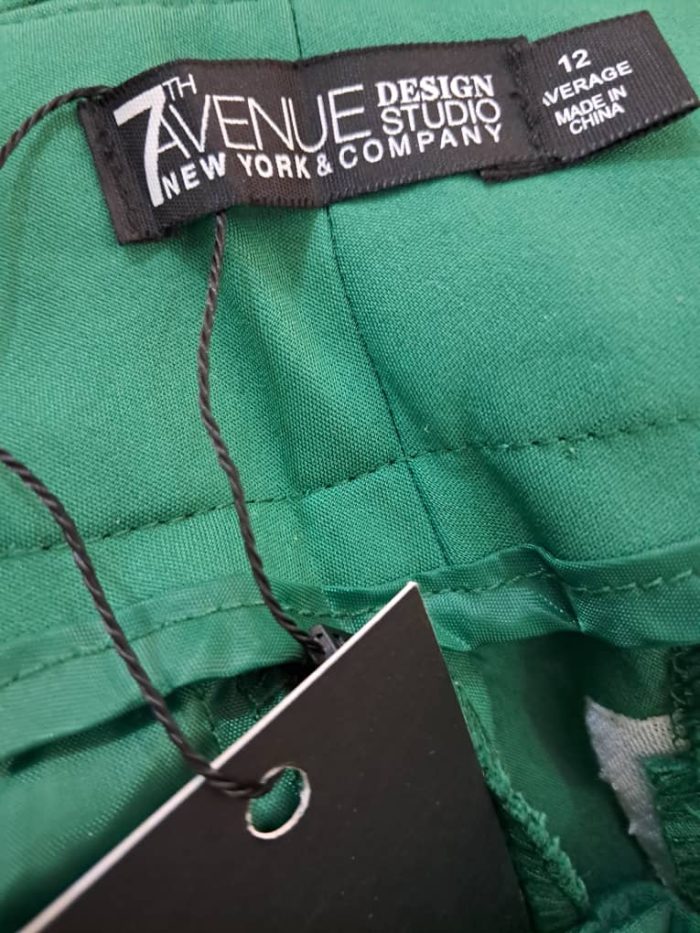 7TH AVENUE DESIGN STUDIO
NEW YORK & COMPANY
12
AVERAGE
MADE IN
CHINA